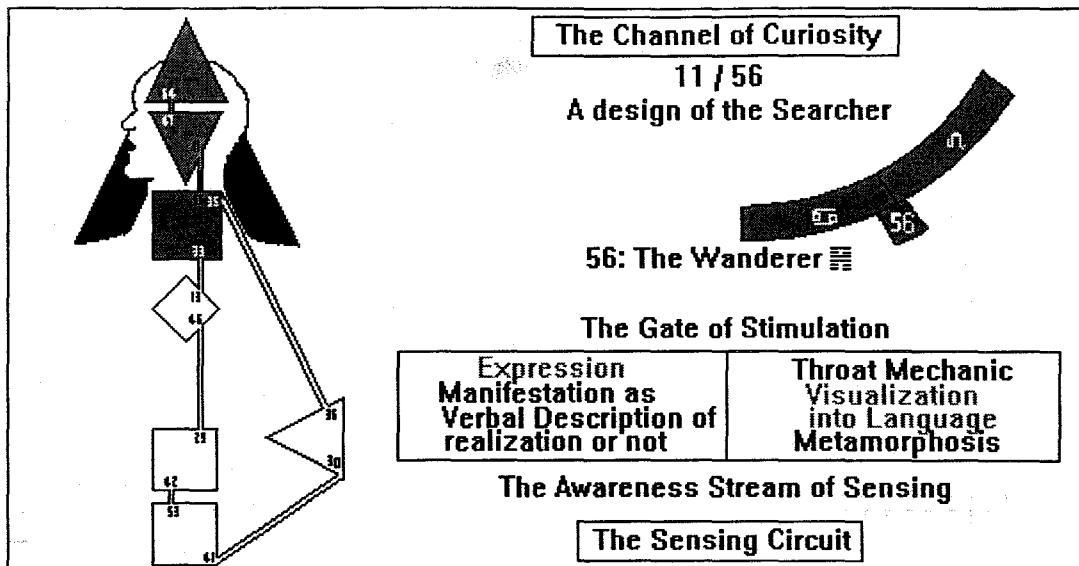 The Channel of Curiosity
11 / 56
A design of the Searcher
56
56: The Wanderer
The Gate of Stimulation
Expression
Manifestation as
Verbal Description of
realization or not
Throat Mechanic
Visualization
into Language
Metamorphosis
The Awareness Stream of Sensing
The Sensing Circuit
64
47
35
33
13
46
29
42
53
41
36
30